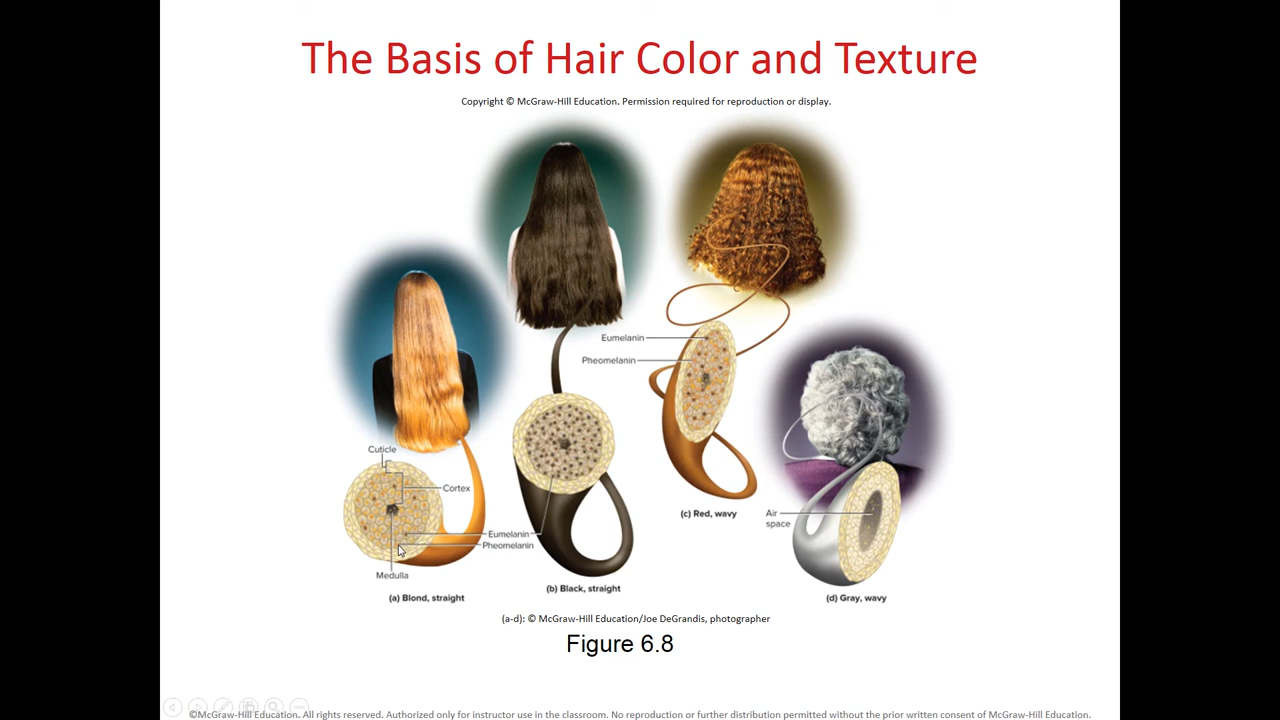 The Basis of Hair Color and Texture
Copyright © McGraw-Hill Education. Permission required for reproduction or display.
Eumelanin
Pheomelanin
Cuticle
Cortex
Eumelanin
Pheomelanin
Medulla
Air
space
(a) Blond, straight
(b) Black, straight
(c) Red, wavy
(d) Gray, wavy
(a-d): © McGraw-Hill Education/Joe DeGrandis, photographer
Figure 6.8
©McGraw-Hill Education. All rights reserved. Authorized only for instructor use in the classroom. No reproduction or further distribution permitted without the prior written consent of McGraw-Hill Education.